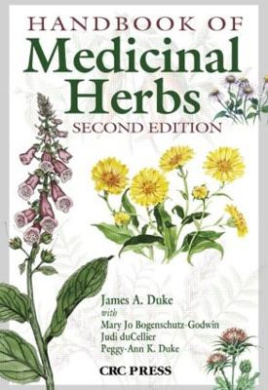 HANDBOOK OF
Medicinal
Herbs
SECOND EDITION
James A. Duke
with
Mary Jo Bogenschutz-Godwin
Judi duCellier
Peggy-Ann K. Duke
CRC PRESS